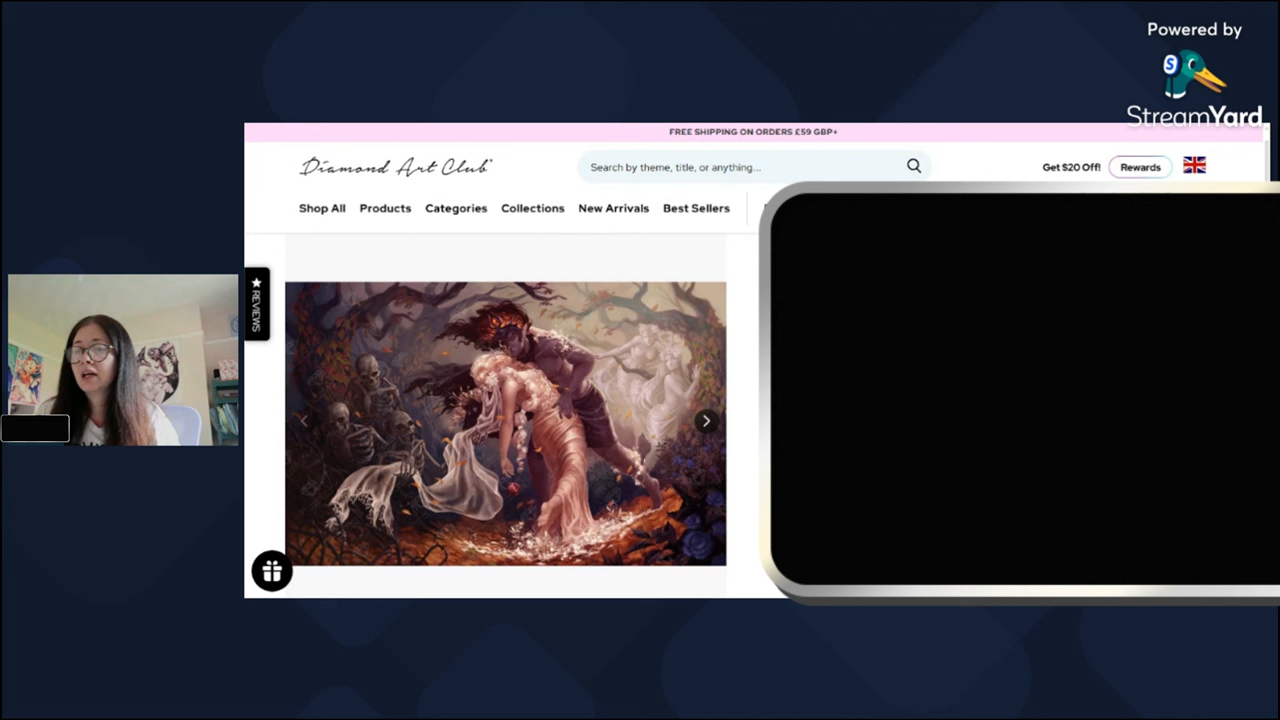 Powered by
StreamYard
FREE SHIPPING ON ORDERS £59 GBP+
Diamond Art Club
Search by theme, title, or anything...
Get $20 Off!
Rewards
Shop All
Products
Categories
Collections
New Arrivals
Best Sellers
★ REVIEWS